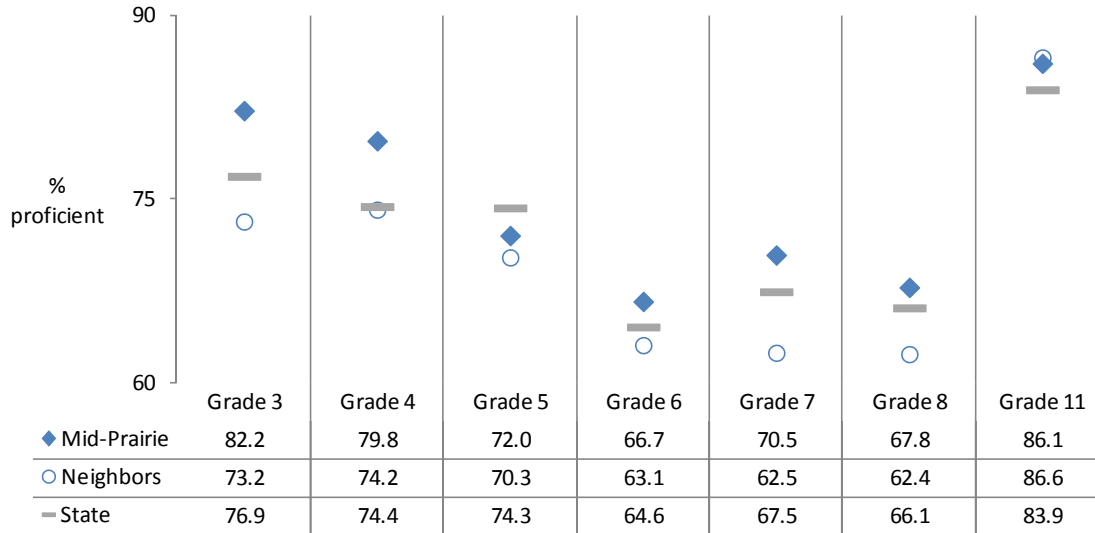 90
75
60
%
proficient
Grade 3 Grade 4 Grade 5 Grade 6 Grade 7 Grade 8 Grade 11
Mid-Prairie 82.2 79.8 72.0 66.7 70.5 67.8 86.1
Neighbors 73.2 74.2 70.3 63.1 62.5 62.4 86.6
State 76.9 74.4 74.3 64.6 67.5 66.1 83.9